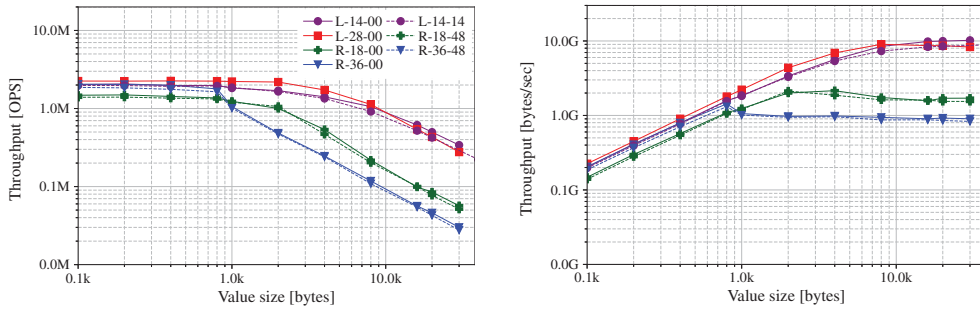 10.0M
1.0M
0.1M
0.0M
Throughput [OPS]
L-14-00
L-28-00
R-18-00
R-36-00
L-14-14
R-18-48
R-36-48
0.1k
1.0k
10.0k
Value size [bytes]
10.0G
1.0G
0.1G
0.0G
Throughput [bytes/sec]
0.1k
1.0k
10.0k
Value size [bytes]